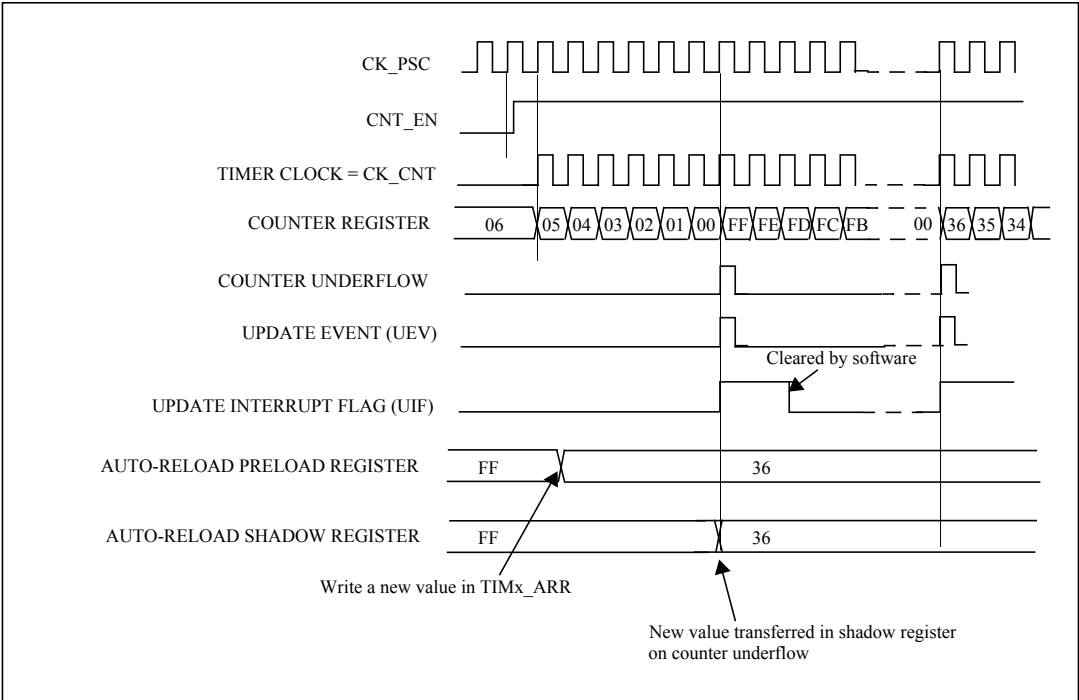 CK_PSC
CNT_EN
TIMER CLOCK = CK_CNT
COUNTER REGISTER 06 05 04 03 02 01 00 FF FE FD FC FB 00 36 35 34
COUNTER UNDERFLOW
UPDATE EVENT (UEV)
Cleared by software
UPDATE INTERRUPT FLAG (UIF)
AUTO-RELOAD PRELOAD REGISTER FF 36
AUTO-RELOAD SHADOW REGISTER FF 36
Write a new value in TIMx_ARR
New value transferred in shadow register
on counter underflow